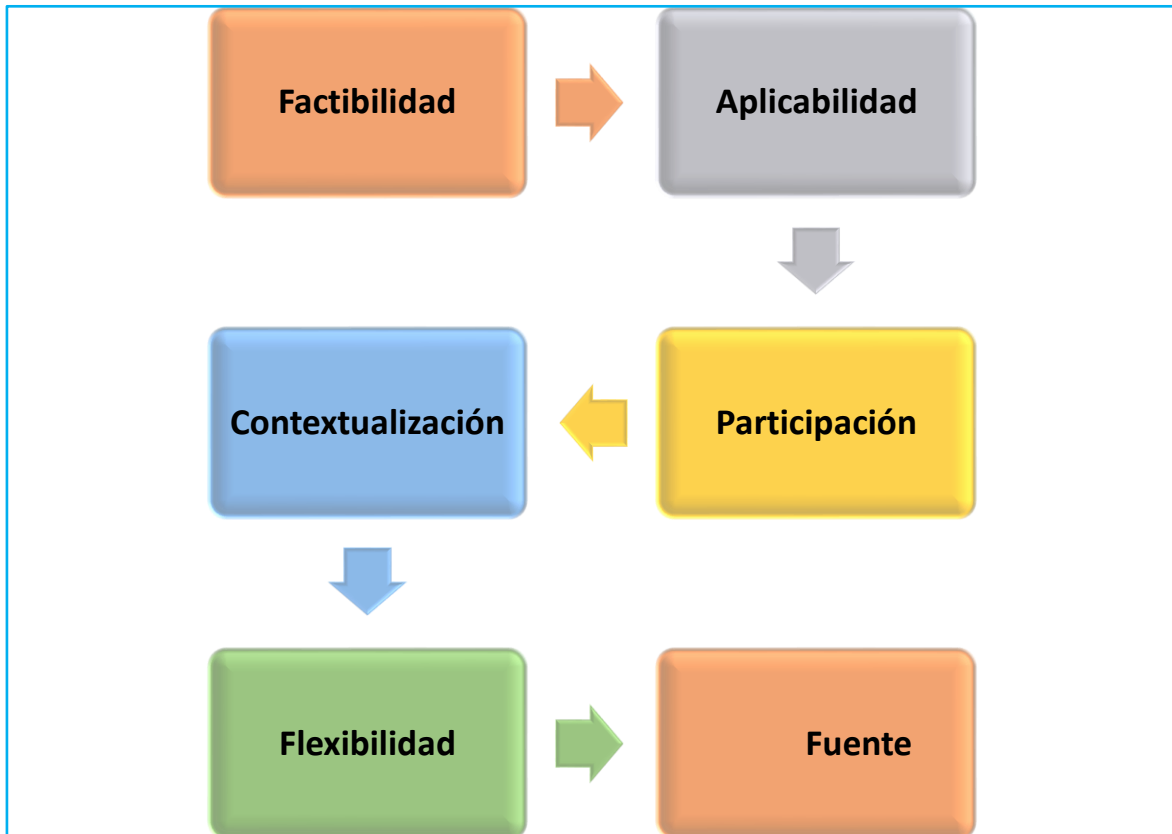 Factibilidad
Aplicabilidad
Participación
Contextualización
Flexibilidad
Fuente